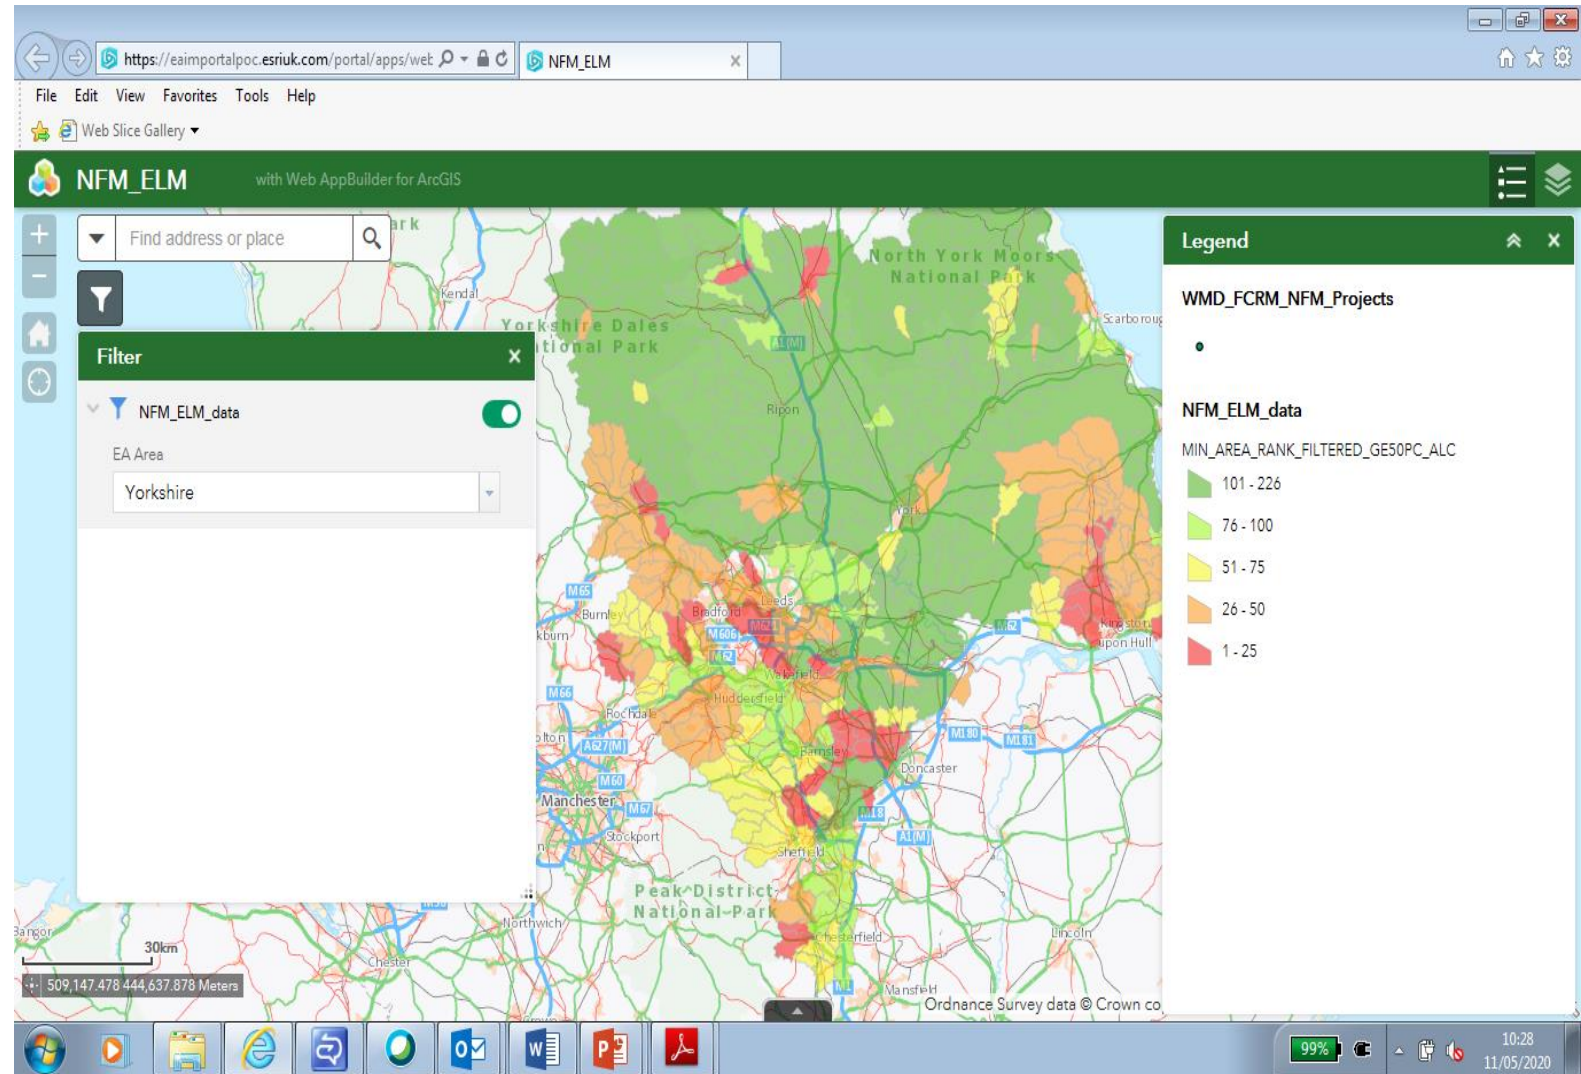 https://eaimportalpoc.esriuk.com/portal/apps/web
NFM_ELM
File Edit View Favorites Tools Help
Web Slice Gallery
NFM_ELM
with Web AppBuilder for ArcGIS
Find address or place
Filter
NFM_ELM_data
EA Area
Yorkshire
Legend
WMD_FCRM_NFM_Projects
NFM_ELM_data
MIN_AREA_RANK_FILTERED_GE50PC_ALC
101 - 226
76 - 100
51 - 75
26 - 50
1 - 25
North York Moors
National Park
Kendal
Yorkshire Dales
National Park
Scarboroug
A1(M)
Ripon
York
M65
Burnley
Bradford
Leeds
M606
M621
M62
M62
Kingston
upon Hull
Wakefield
M66
Huddersfield
Rochdale
A627(M)
Barnsley
M180
M181
M60
Doncaster
Manchester
M67
M18
Stockport
A1(M)
Sheffield
Peak District
National Park
Northwich
Chesterfield
Lincoln
Bangor
30km
Chester
509,147.478 444,637.878 Meters
M1
Mansfield
Ordnance Survey data © Crown co
99%
10:28
11/05/2020